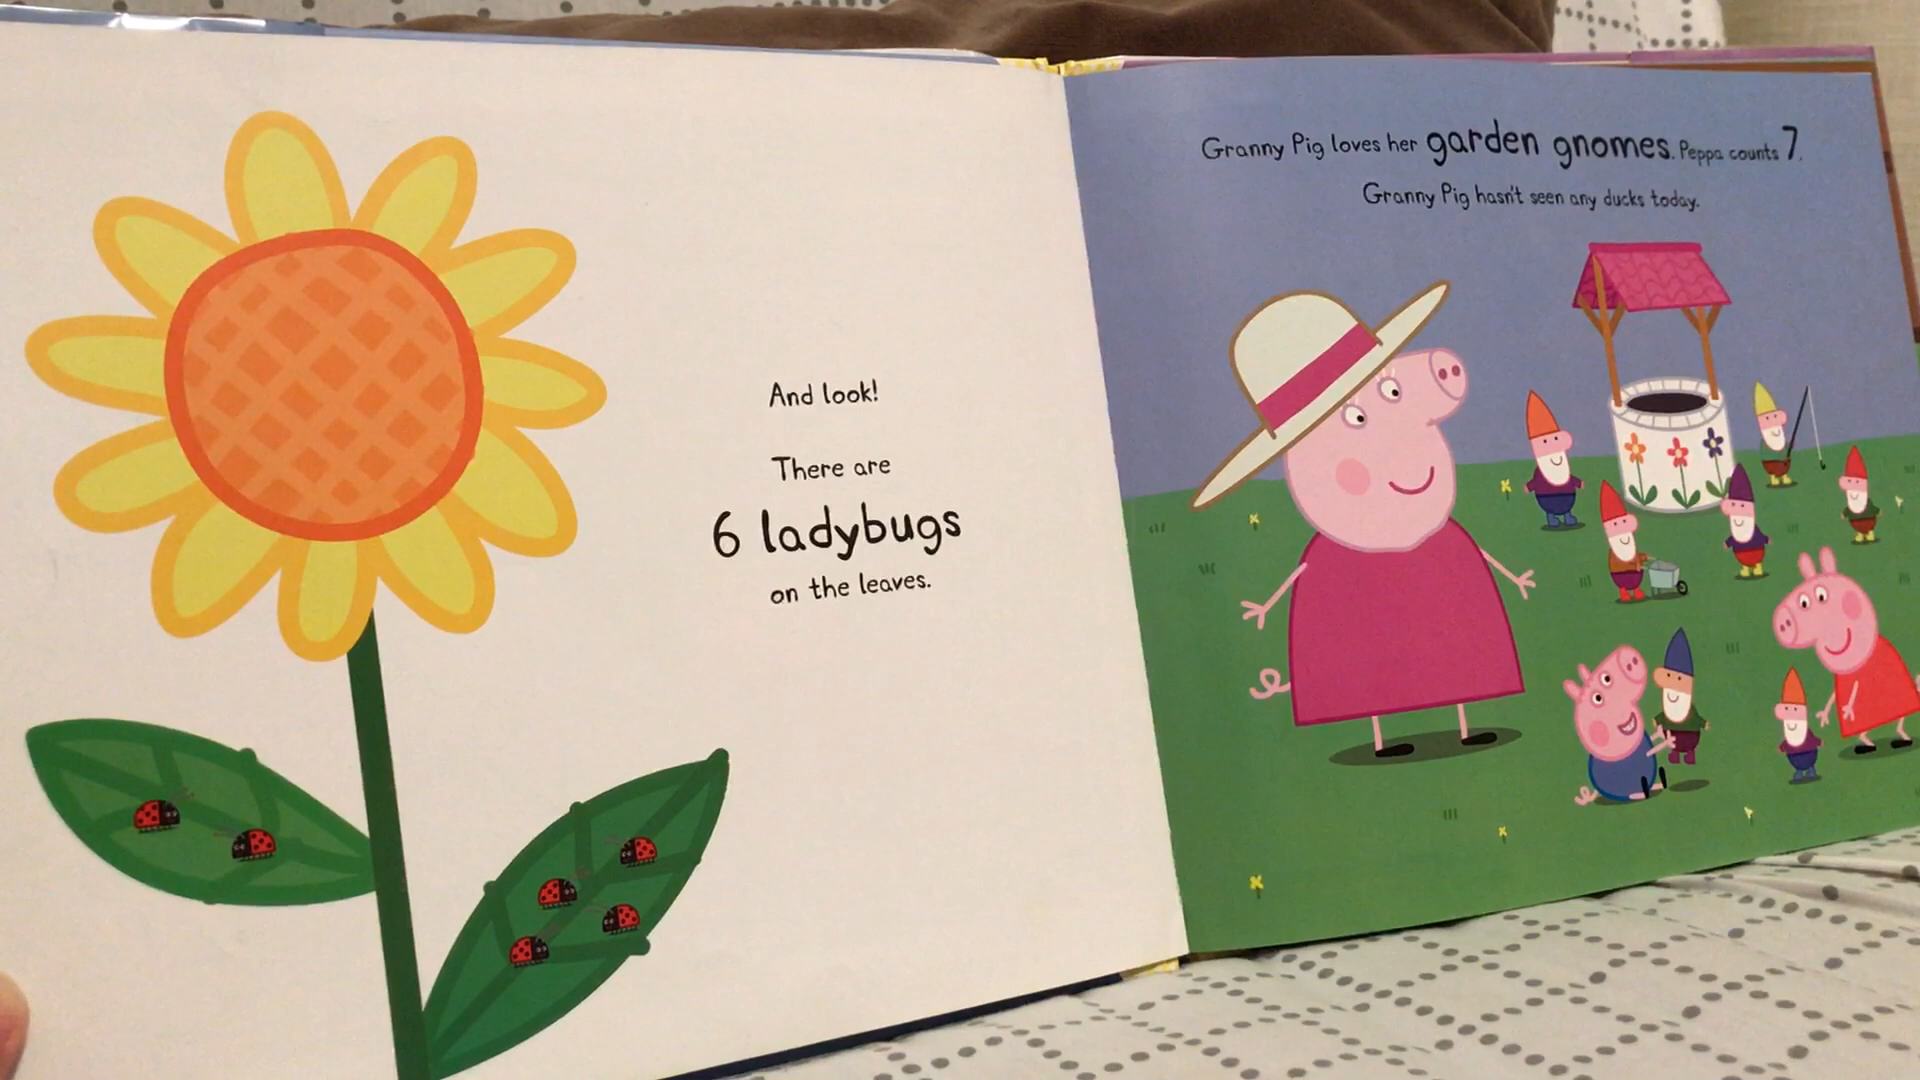 And look!
There are
6 ladybugs
on the leaves.
Granny Pig loves her garden gnomes. Peppa counts 7.
Granny Pig hasn't seen any ducks today.